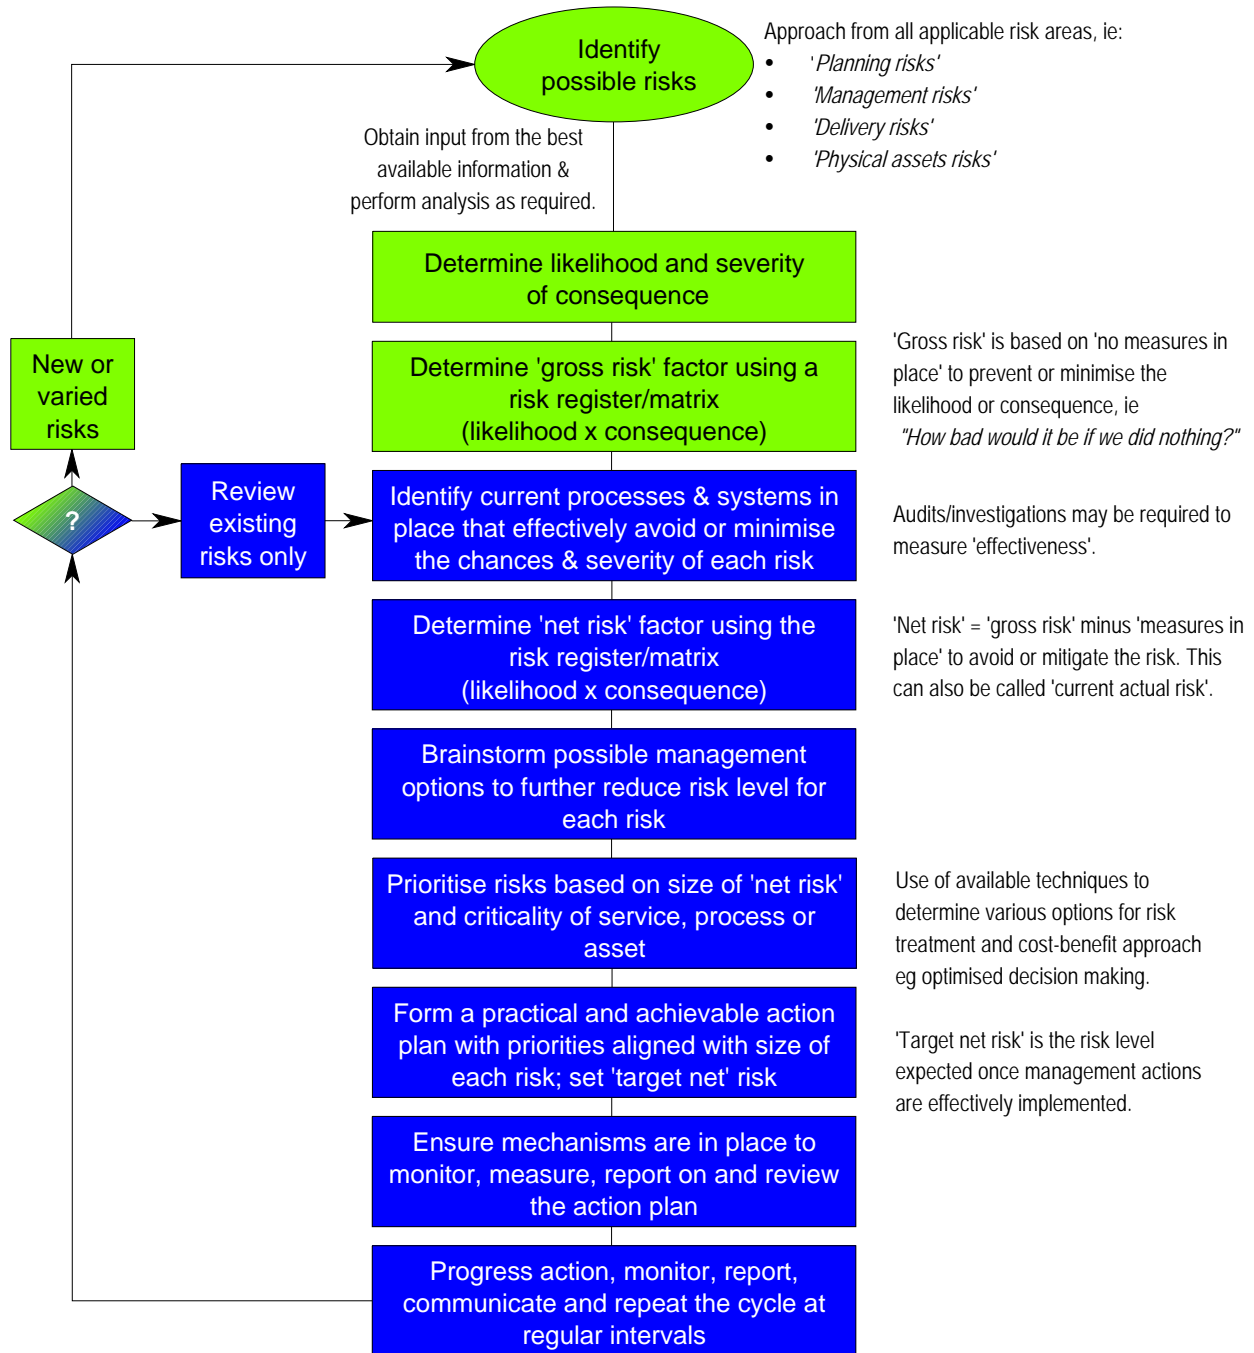 Identify
possible risks
Approach from all applicable risk areas, ie:
• 'Planning risks'
• 'Management risks'
• 'Delivery risks'
• 'Physical assets risks'
Obtain input from the best
available information &
perform analysis as required.
Determine likelihood and severity
of consequence
New or
varied
risks
Determine 'gross risk' factor using a
risk register/matrix
(likelihood x consequence)
'Gross risk' is based on 'no measures in
place' to prevent or minimise the
likelihood or consequence, ie
"How bad would it be if we did nothing?"
?
Review
existing
risks only
Identify current processes & systems in
place that effectively avoid or minimise
the chances & severity of each risk
Audits/investigations may be required to
measure 'effectiveness'.
Determine 'net risk' factor using the
risk register/matrix
(likelihood x consequence)
'Net risk' = 'gross risk' minus 'measures in
place' to avoid or mitigate the risk. This
can also be called 'current actual risk'.
Brainstorm possible management
options to further reduce risk level for
each risk
Prioritise risks based on size of 'net risk'
and criticality of service, process or
asset
Use of available techniques to
determine various options for risk
treatment and cost-benefit approach
eg optimised decision making.
Form a practical and achievable action
plan with priorities aligned with size of
each risk; set 'target net' risk
'Target net risk' is the risk level
expected once management actions
are effectively implemented.
Ensure mechanisms are in place to
monitor, measure, report on and review
the action plan
Progress action, monitor, report,
communicate and repeat the cycle at
regular intervals